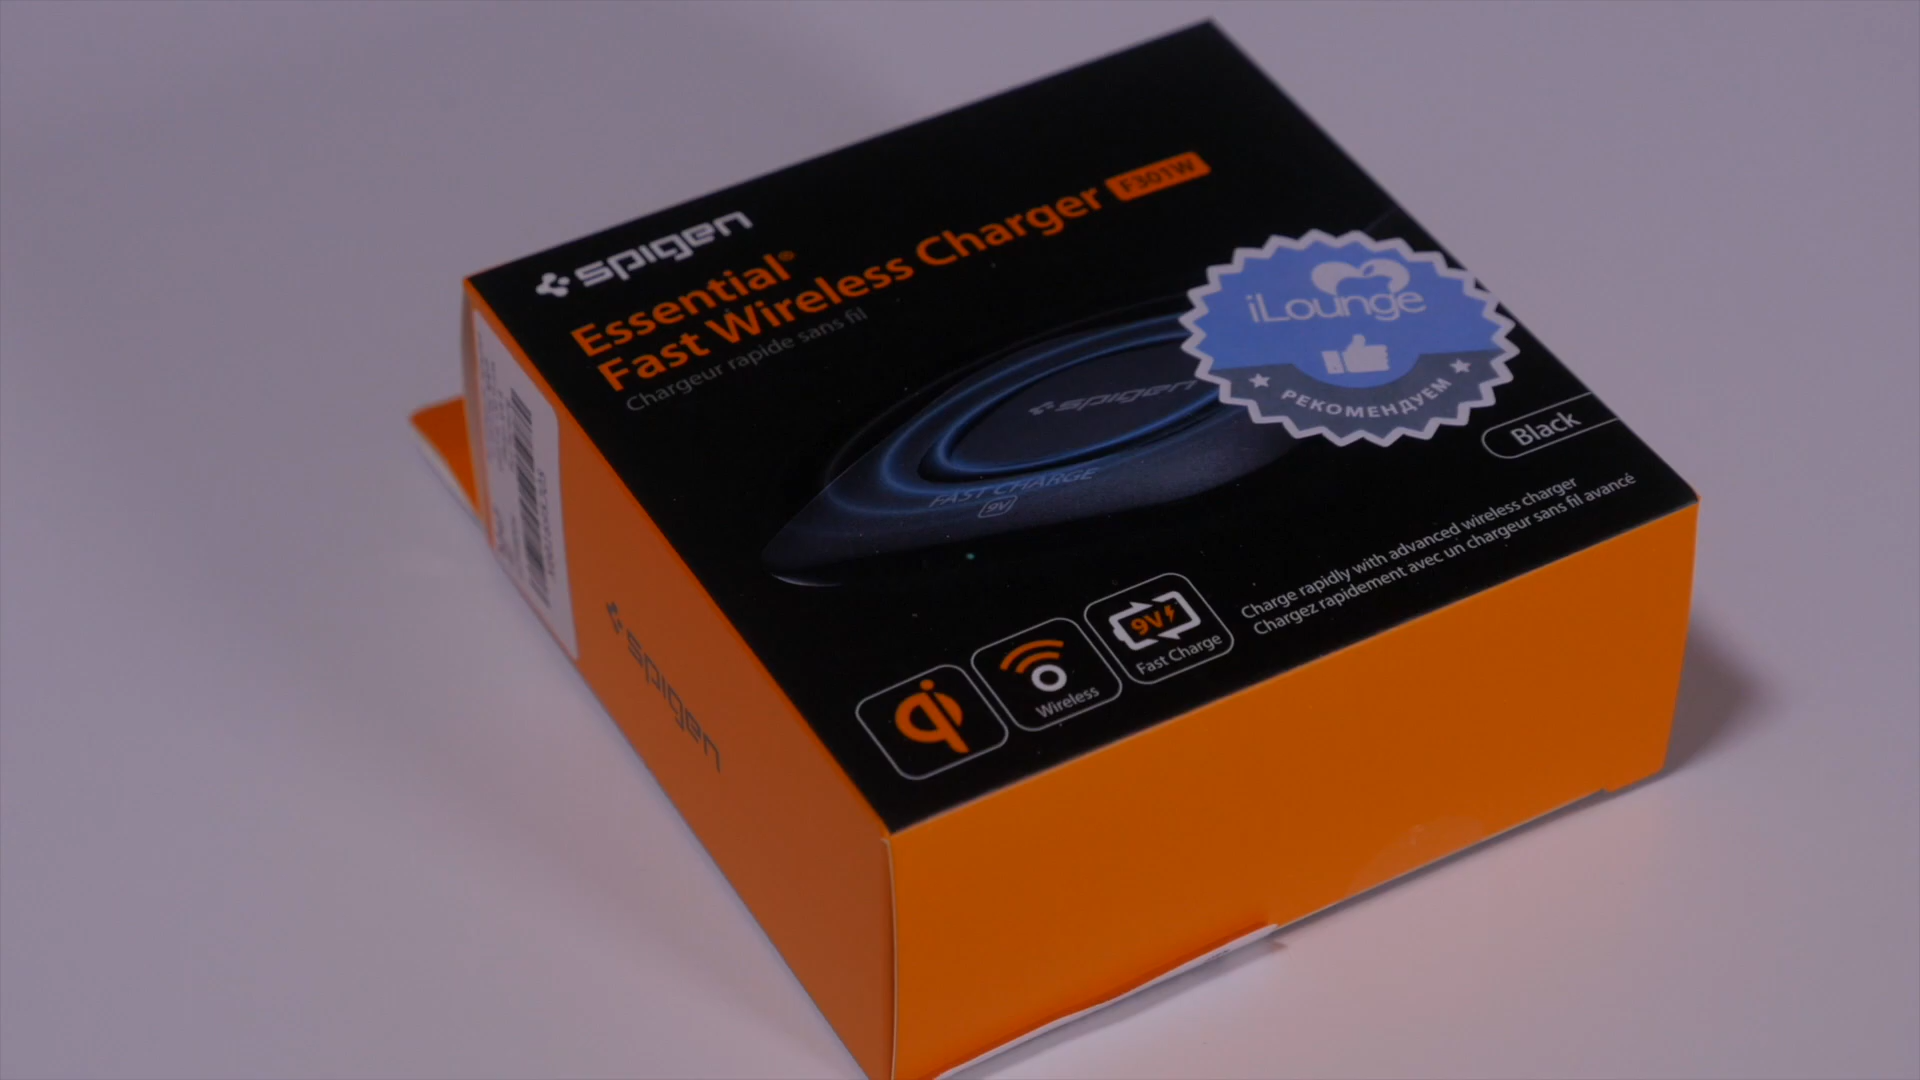 spigen
Essential®
Fast Wireless Charger F301W
Chargeur rapide sans fil
iLounge
РЕКОМЕНДУЕМ
spigen
FAST CHARGE
9V
Black
Charge rapidly with advanced wireless charger
Chargez rapidement avec un chargeur sans fil avancé
qi
Wireless
9V
Fast Charge
spigen